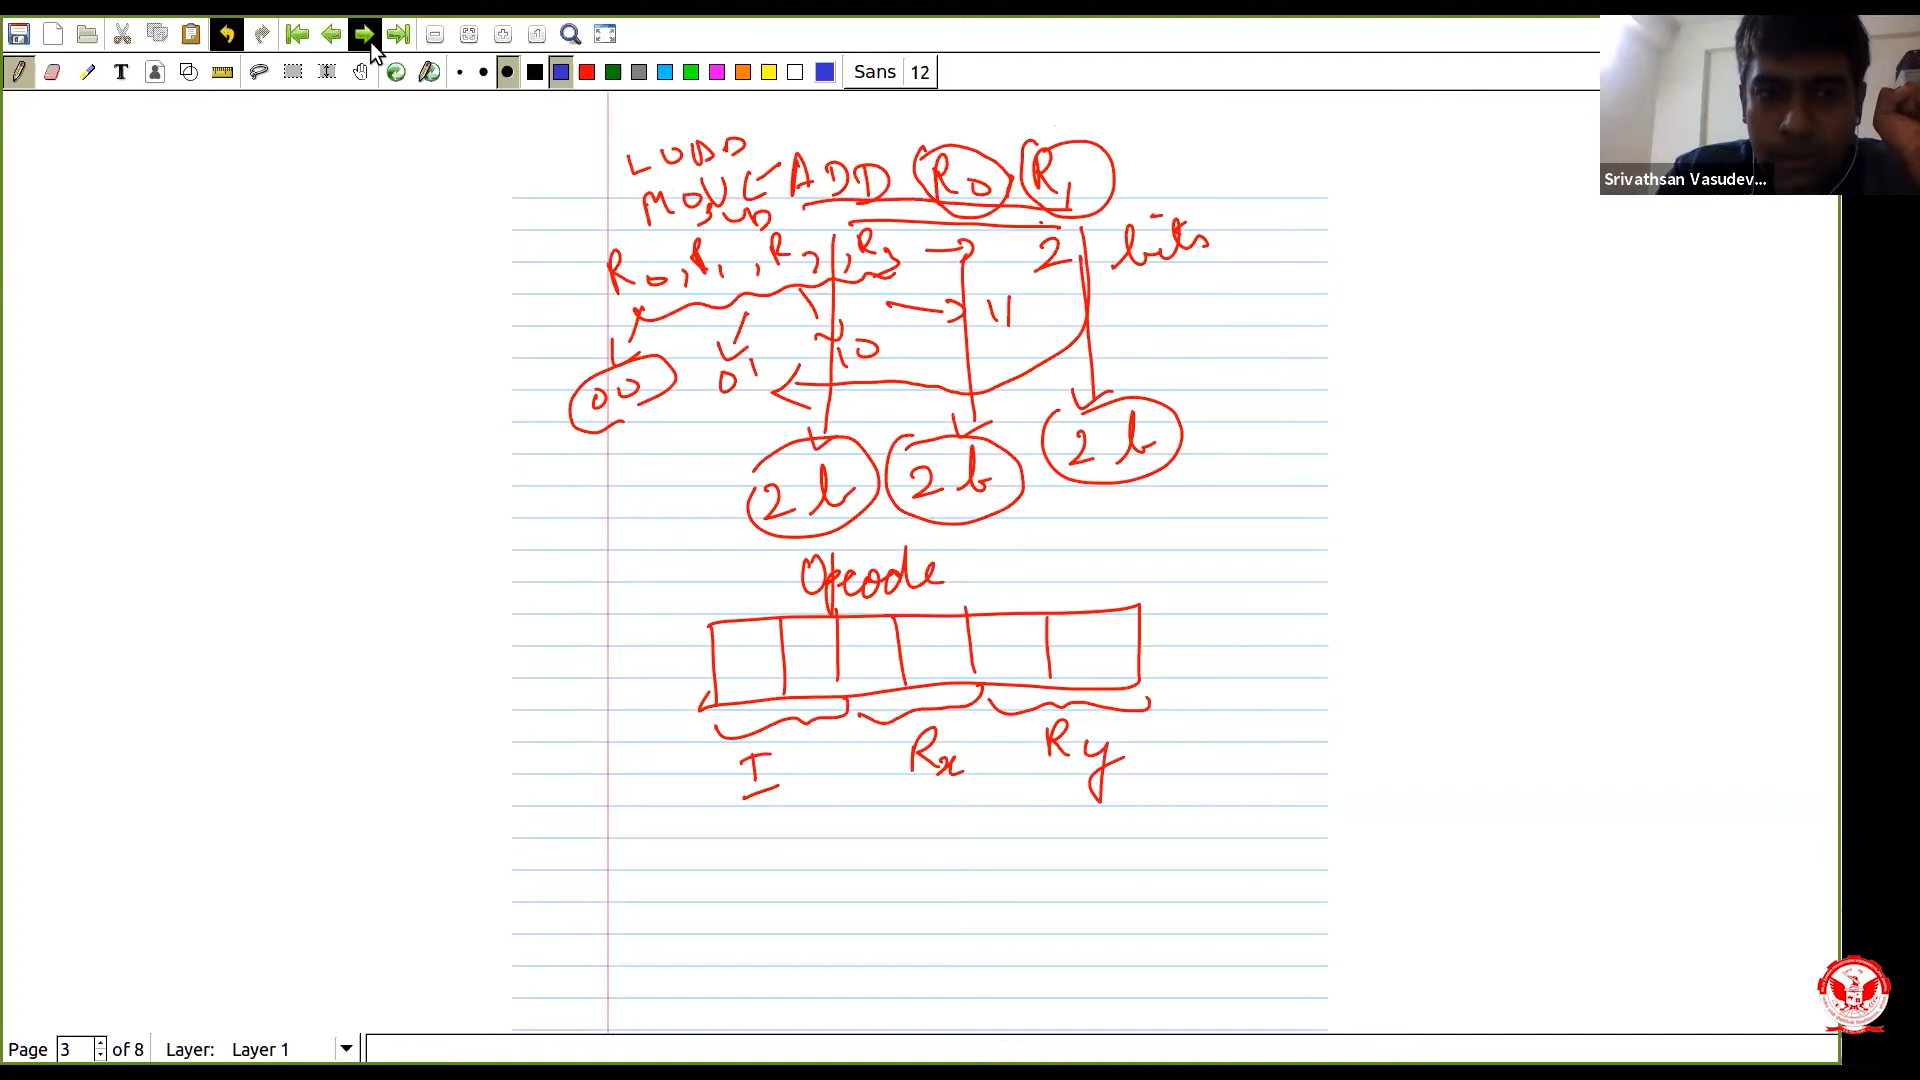 Sans 12
Srivathsan Vasudev...
LOAD
MOVE ADD R0, R1
SUB
R0, R1, R2, R3 → 2 bits
11
10
00 01
2b 2b 2b
Opcode
I Rx Ry
Page 3 of 8 Layer: Layer 1